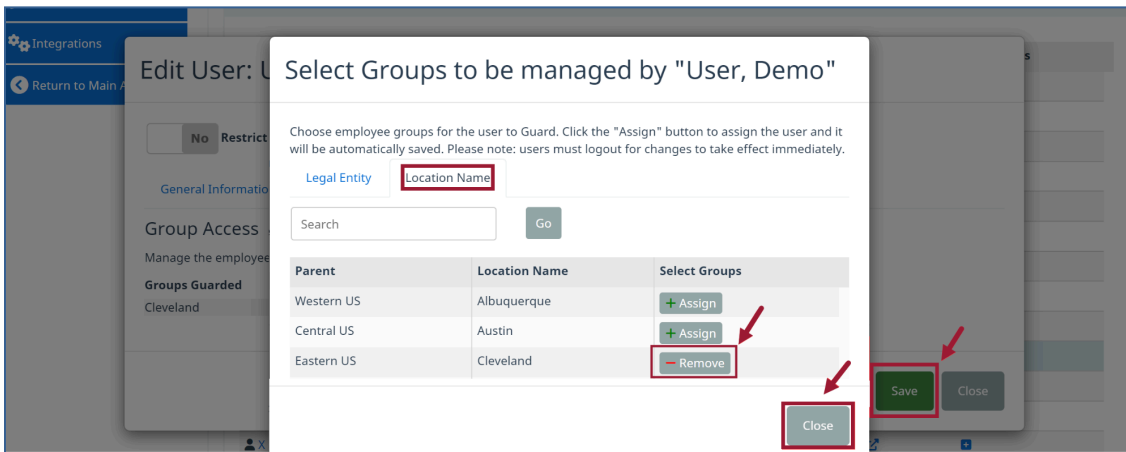 Integrations
Return to Main A
Edit User: U
No
Restrict
General Informatio
Group Access
Manage the employee
Groups Guarded
Cleveland
Select Groups to be managed by "User, Demo"
Choose employee groups for the user to Guard. Click the "Assign" button to assign the user and it
will be automatically saved. Please note: users must logout for changes to take effect immediately.
Legal Entity
Location Name
Search
Go
Parent Location Name Select Groups
Western US Albuquerque + Assign
Central US Austin + Assign
Eastern US Cleveland − Remove
Close
Save
Close
s
X